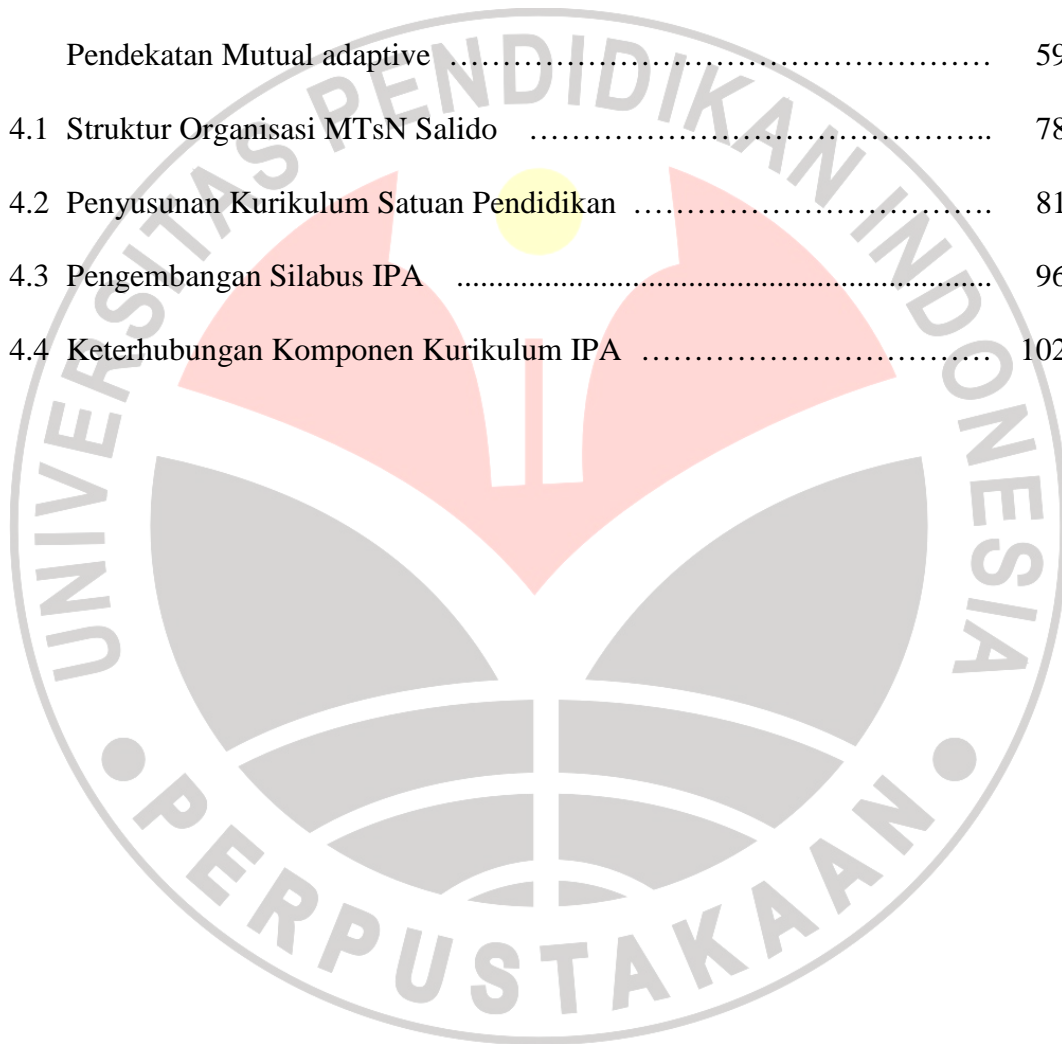 Pendekatan Mutual adaptive ……………………………………………… 59
4.1 Struktur Organisasi MTsN Salido ……………………………………….. 78
4.2 Penyusunan Kurikulum Satuan Pendidikan ……………………………. 81
4.3 Pengembangan Silabus IPA ...................................................................... 96
4.4 Keterhubungan Komponen Kurikulum IPA ……………………………. 102
UNIVERSITAS PENDIDIKAN INDONESIA
PERPUSTAKAAN